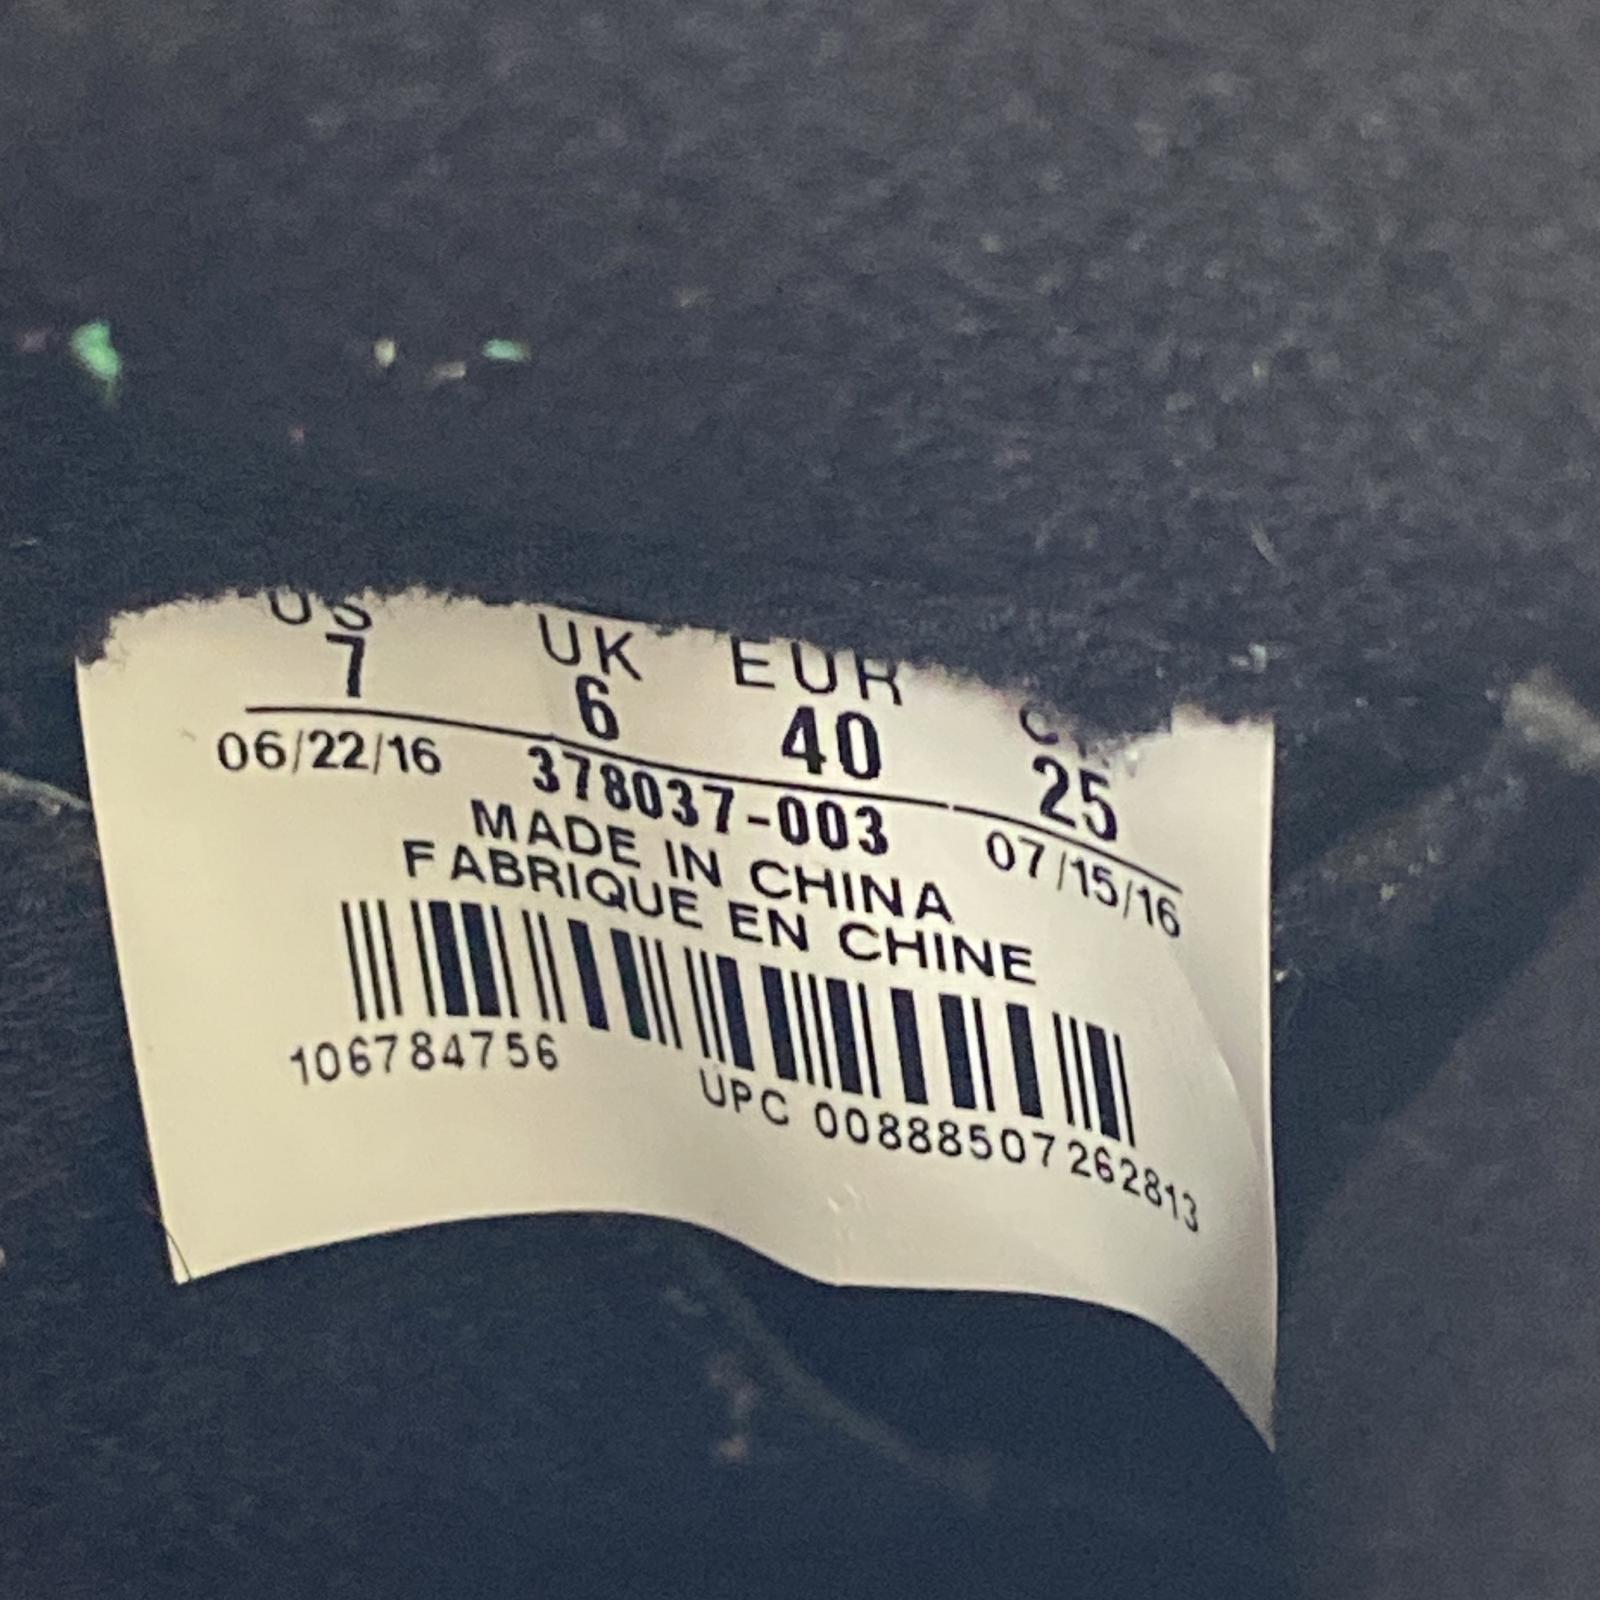 US UK EUR
7 6 40 25
06/22/16 378037-003 07/15/16
MADE IN CHINA
FABRIQUE EN CHINE
106784756
UPC 00888507262813